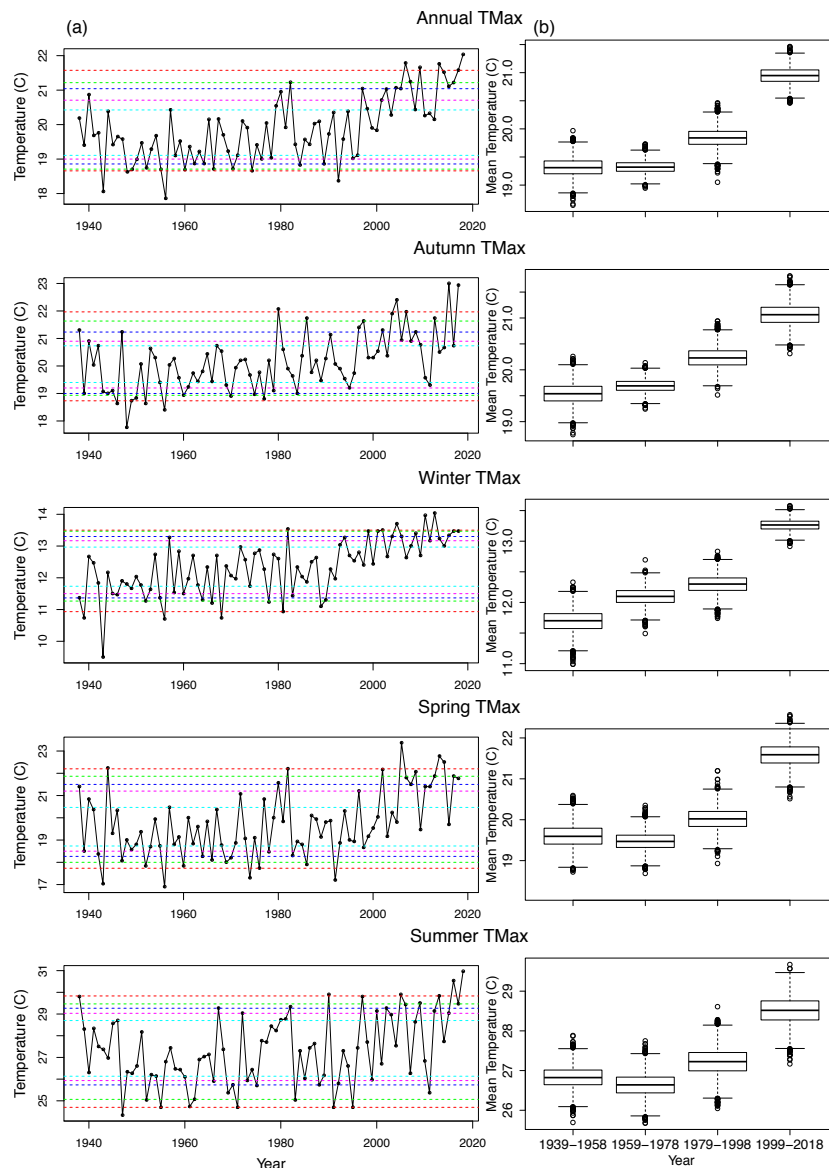 (a)
Annual TMax
(b)
Temperature (C)
18 19 20 21 22
1940 1960 1980 2000 2020
Mean Temperature (C)
19.0 20.0 21.0
Autumn TMax
Temperature (C)
18 19 20 21 22 23
1940 1960 1980 2000 2020
Mean Temperature (C)
19.0 20.0 21.0
Winter TMax
Temperature (C)
10 11 12 13 14
1940 1960 1980 2000 2020
Mean Temperature (C)
11.0 12.0 13.0
Spring TMax
Temperature (C)
17 19 21 23
1940 1960 1980 2000 2020
Mean Temperature (C)
19 20 21 22
Summer TMax
Temperature (C)
25 27 29 31
1940 1960 1980 2000 2020
Year
Mean Temperature (C)
26 27 28 29
1939−1958 1959−1978 1979−1998 1999−2018
Year